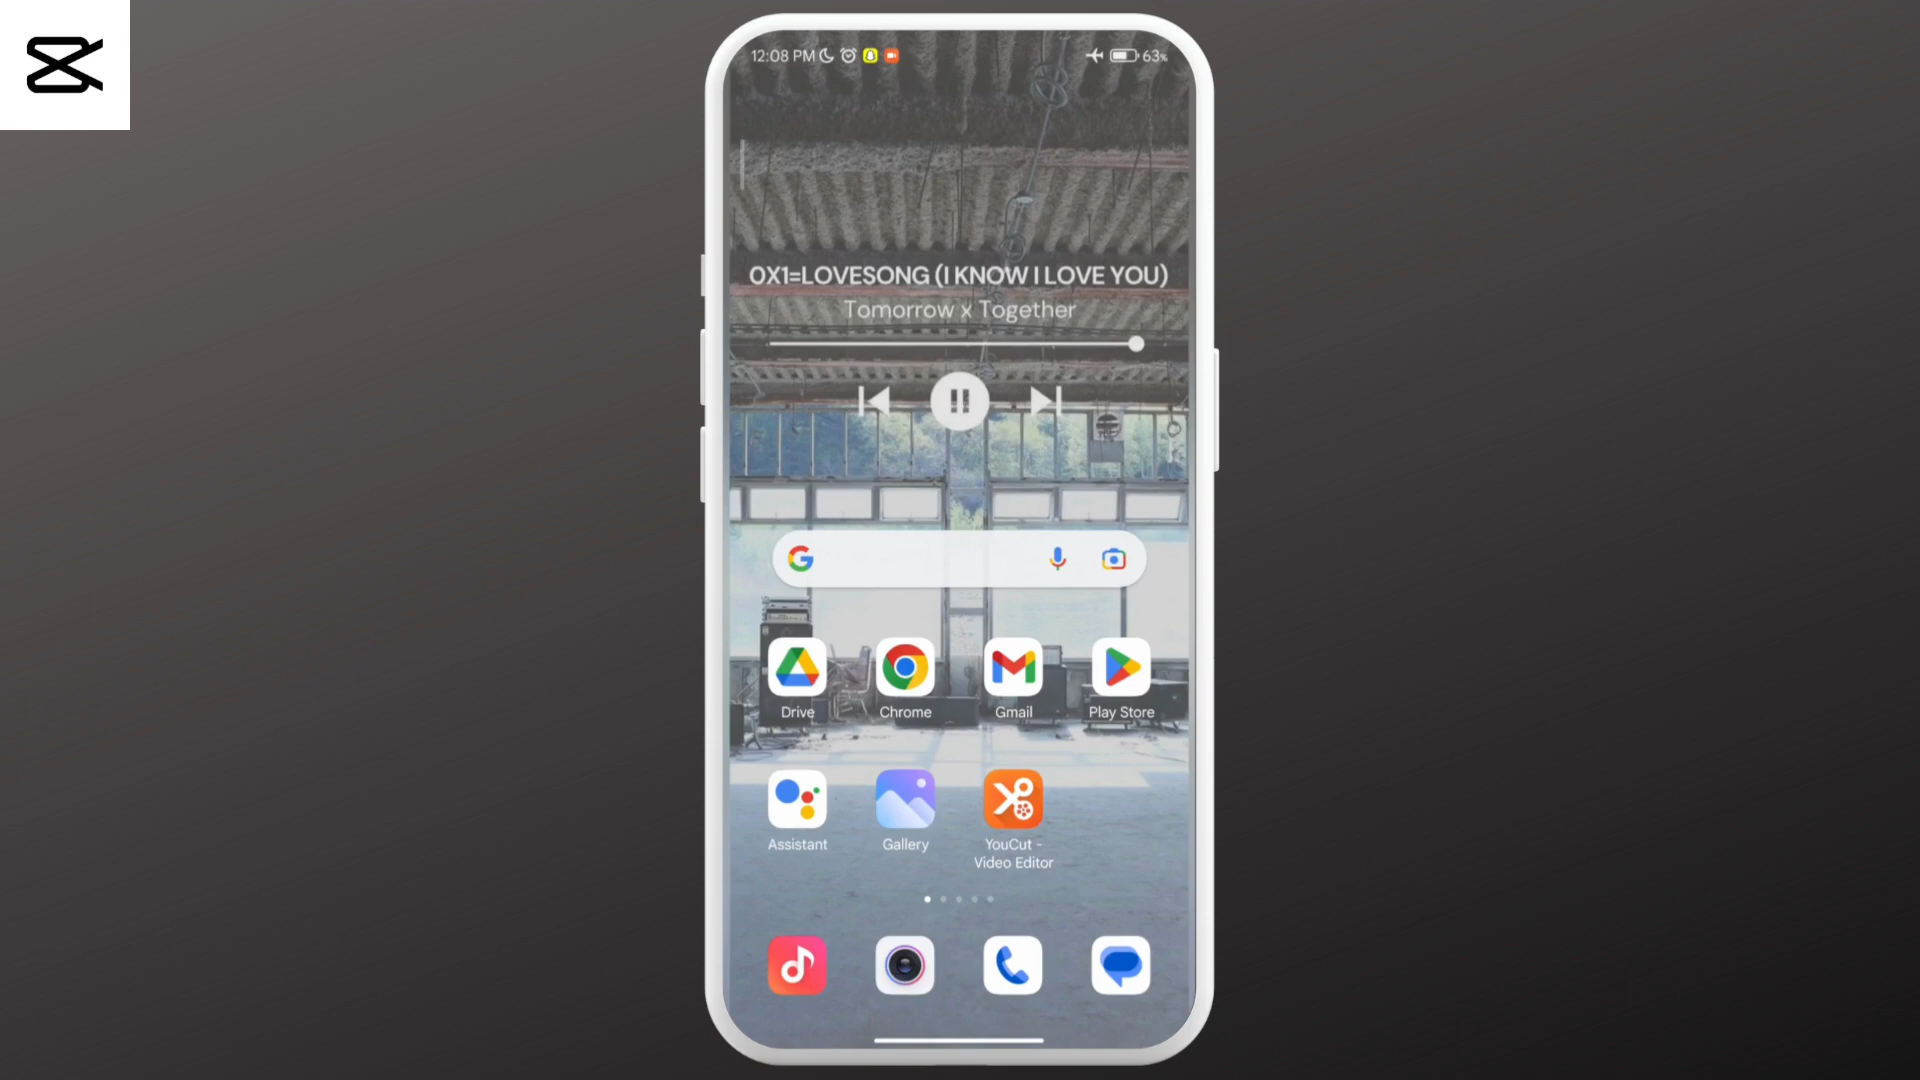 12:08 PM 63%
0X1=LOVESONG (I KNOW I LOVE YOU)
Tomorrow x Together
Drive Chrome Gmail Play Store
Assistant Gallery YouCut -
Video Editor